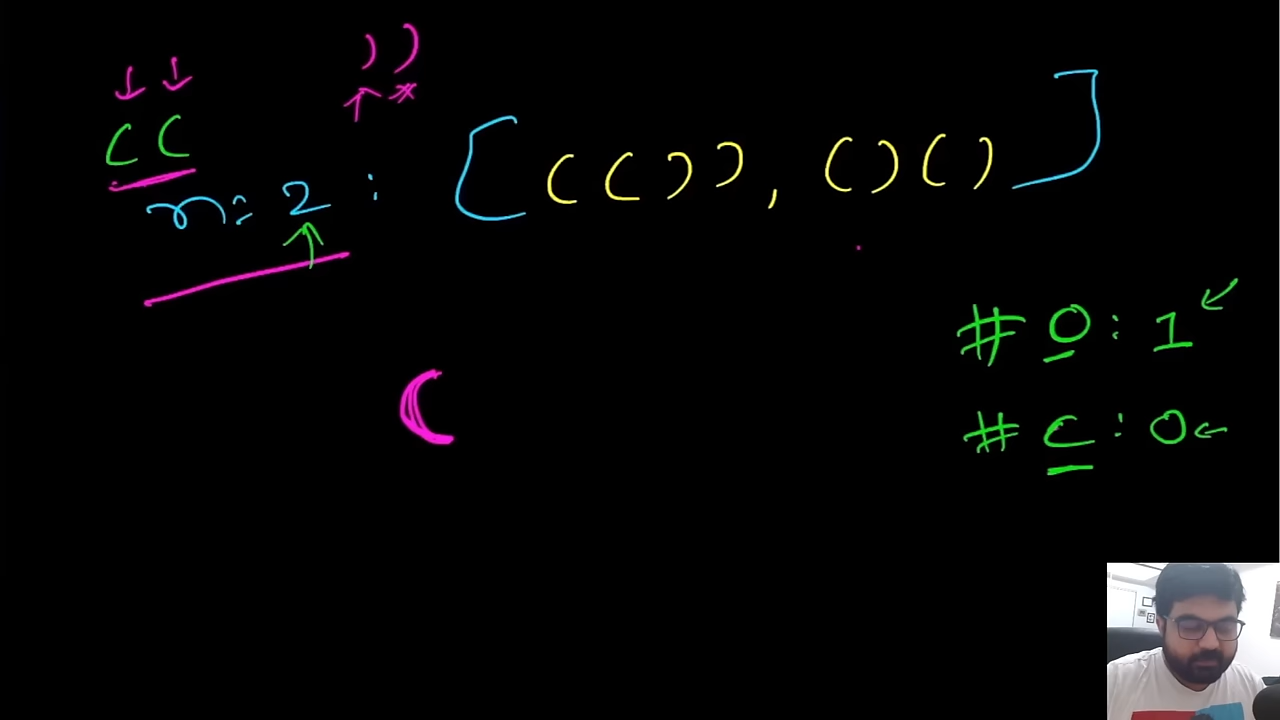 ))
((
n = 2 : [ (()), ()() ]
# O : 1
(
# C : 0